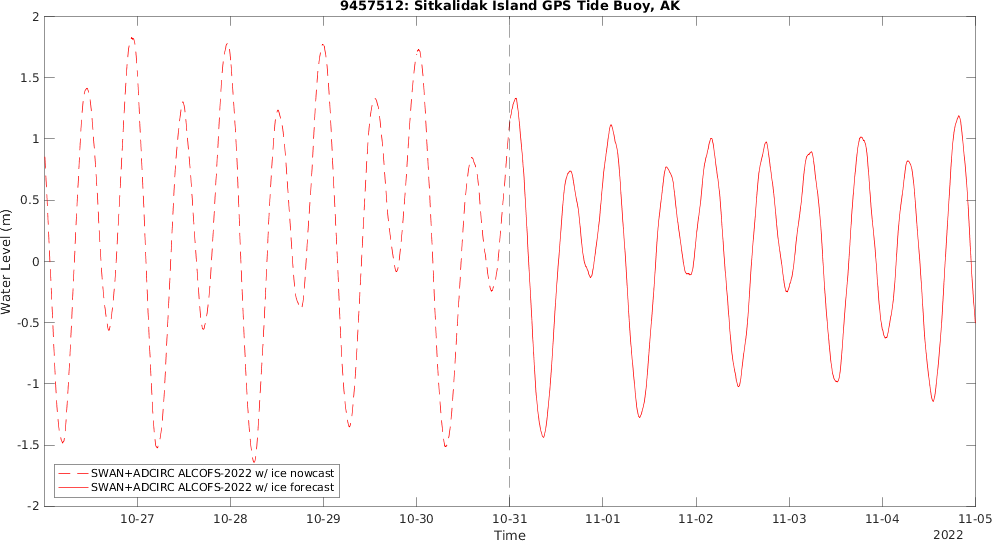 9457512: Sitkalidak Island GPS Tide Buoy, AK
2
1.5
1
0.5
0
-0.5
-1
-1.5
-2
Water Level (m)
SWAN+ADCIRC ALCOFS-2022 w/ ice nowcast
SWAN+ADCIRC ALCOFS-2022 w/ ice forecast
10-27 10-28 10-29 10-30 10-31 11-01 11-02 11-03 11-04 11-05
Time
2022